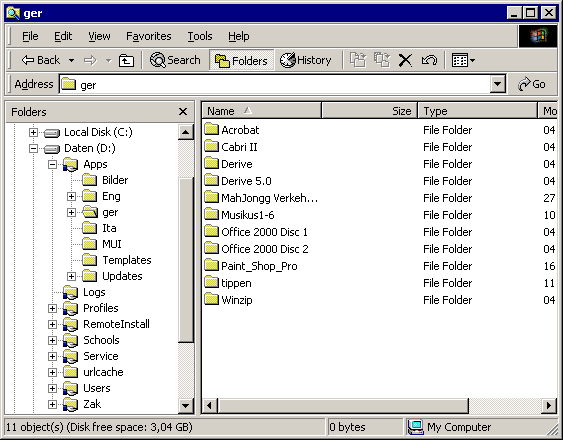 ger
File Edit View Favorites Tools Help
Back Search Folders History
Address ger Go
Folders
Local Disk (C:)
Daten (D:)
Apps
Bilder
Eng
ger
Ita
MUI
Templates
Updates
Logs
Profiles
RemoteInstall
Schools
Service
urlcache
Users
Zak
Name Size Type Mo
Acrobat File Folder 04
Cabri II File Folder 04
Derive File Folder 04
Derive 5.0 File Folder 04
MahJongg Verkeh... File Folder 27
Musikus1-6 File Folder 10
Office 2000 Disc 1 File Folder 04
Office 2000 Disc 2 File Folder 04
Paint_Shop_Pro File Folder 16
tippen File Folder 11
Winzip File Folder 04
11 object(s) (Disk free space: 3,04 GB) 0 bytes My Computer